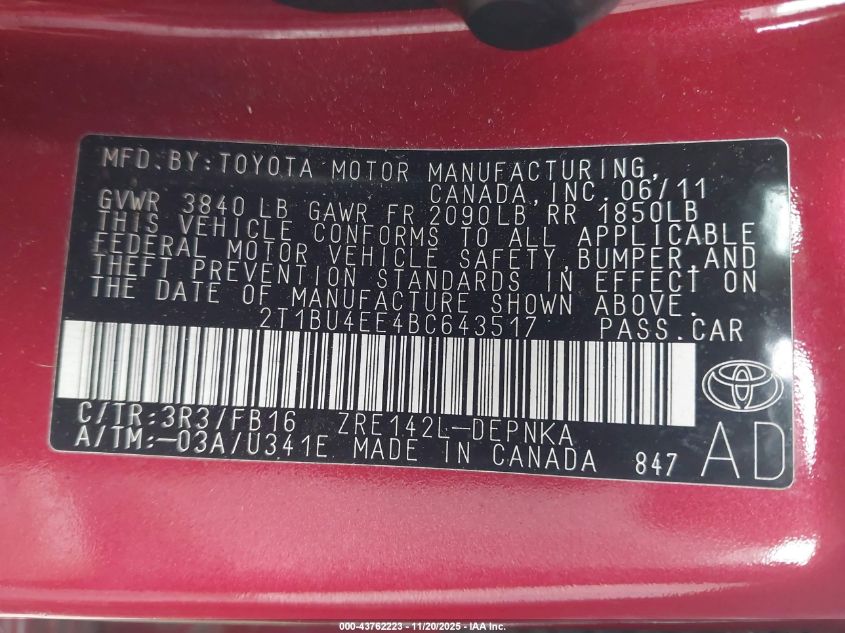 MFD.BY:TOYOTA MOTOR MANUFACTURING,
CANADA,INC. 06/11
GVWR 3840 LB GAWR FR 2090LB RR 1850LB
THIS VEHICLE CONFORMS TO ALL APPLICABLE
FEDERAL MOTOR VEHICLE SAFETY,BUMPER,AND
THEFT PREVENTION STANDARDS IN EFFECT ON
THE DATE OF MANUFACTURE SHOWN ABOVE.
2T1BU4EE4BC643517 PASS.CAR
C/TR:3R3/FB16 ZRE142L-DEPNKA
A/TM:-03A/U341E MADE IN CANADA 847 AD
000-43762223 - 11/20/2025 - IAA Inc.